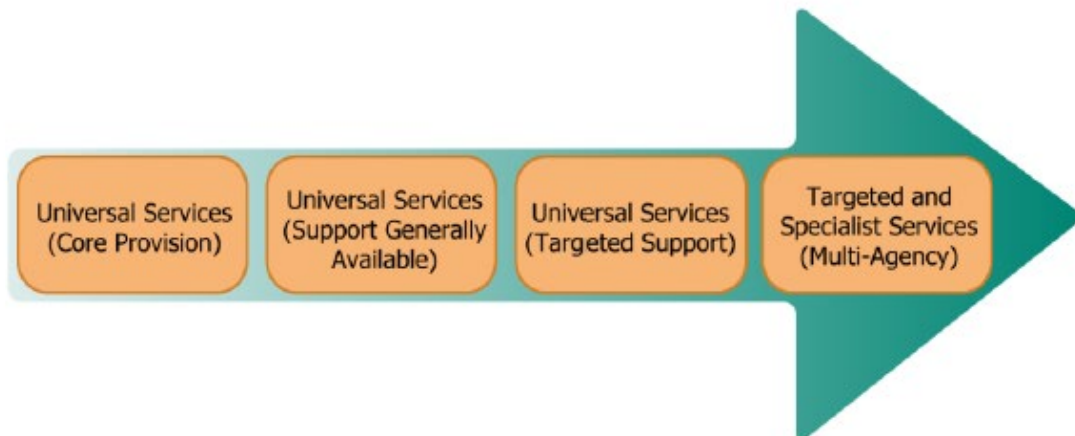 Universal Services
(Core Provision)
Universal Services
(Support Generally
Available)
Universal Services
(Targeted Support)
Targeted and
Specialist Services
(Multi-Agency)